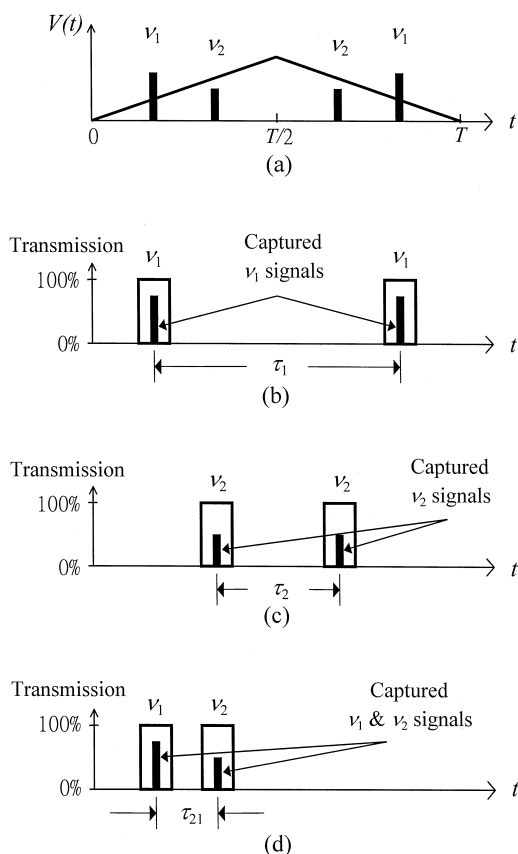 V(t)
ν1 ν2 ν2 ν1
0 T/2 T t
(a)
Transmission
ν1 Captured ν1
ν1 signals
100%
0%
t
τ1
(b)
Transmission
ν2 ν2 Captured
ν2 signals
100%
0%
t
τ2
(c)
Transmission
ν1 ν2 Captured
ν1 & ν2 signals
100%
0%
t
τ21
(d)